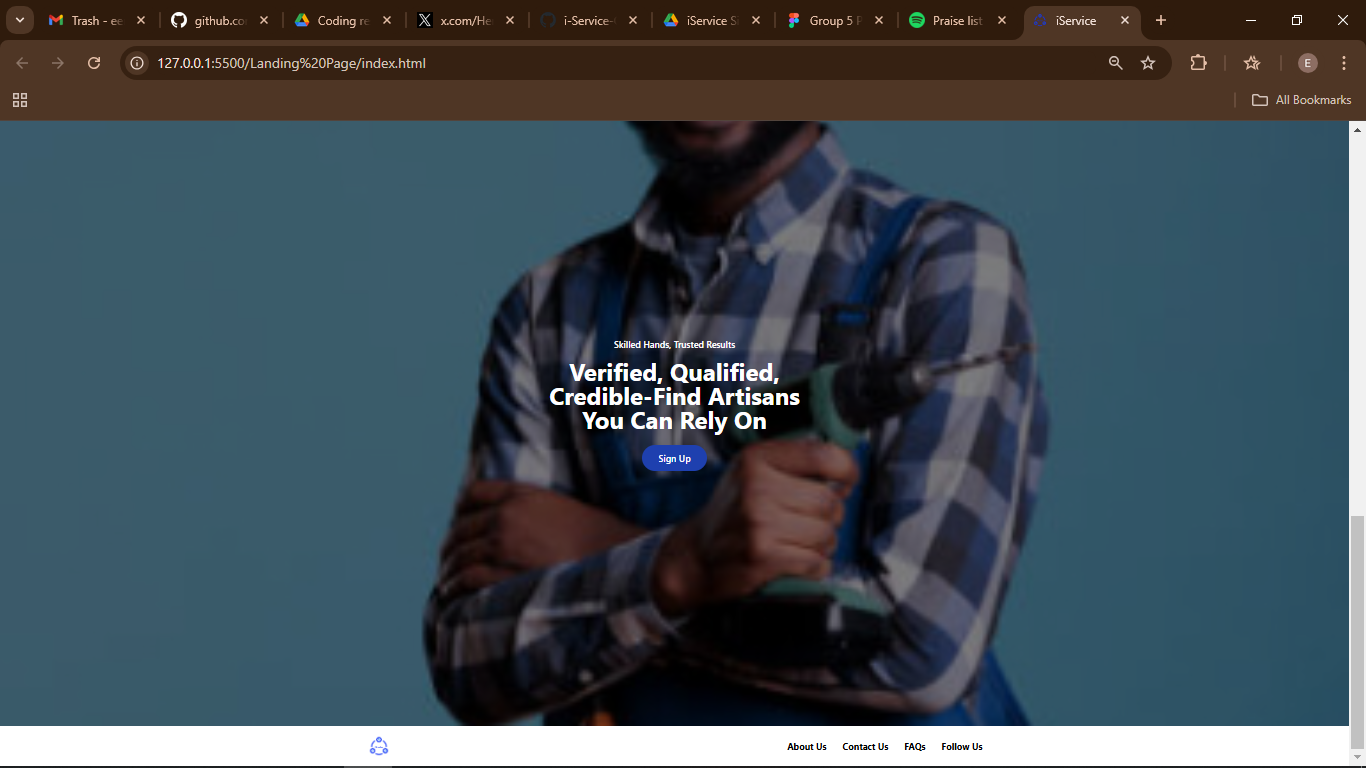 Trash - ee
github.co
Coding re
x.com/He
i-Service-
iService Si
Group 5 P
Praise list
iService
127.0.0.1:5500/Landing%20Page/index.html
E
All Bookmarks
Skilled Hands, Trusted Results
Verified, Qualified,
Credible-Find Artisans
You Can Rely On
Sign Up
About Us Contact Us FAQs Follow Us